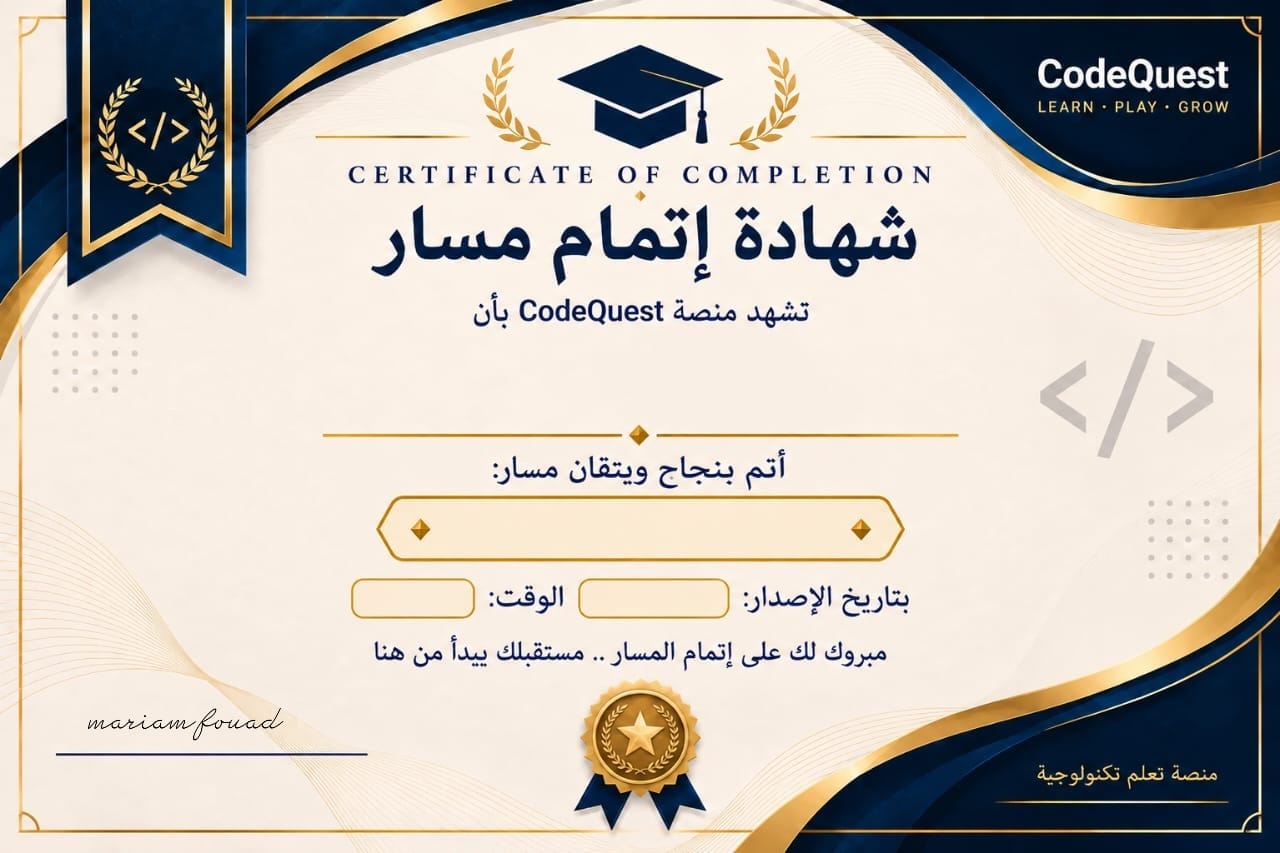 </>
CodeQuest
LEARN · PLAY · GROW
CERTIFICATE OF COMPLETION
شهادة إتمام مسار
تشهد منصة CodeQuest بأن
</>
أتم بنجاح ويتقان مسار:
بتاريخ الإصدار: الوقت:
مبروك لك على إتمام المسار .. مستقبلك يبدأ من هنا
mariam fouad
منصة تعلم تكنولوجية